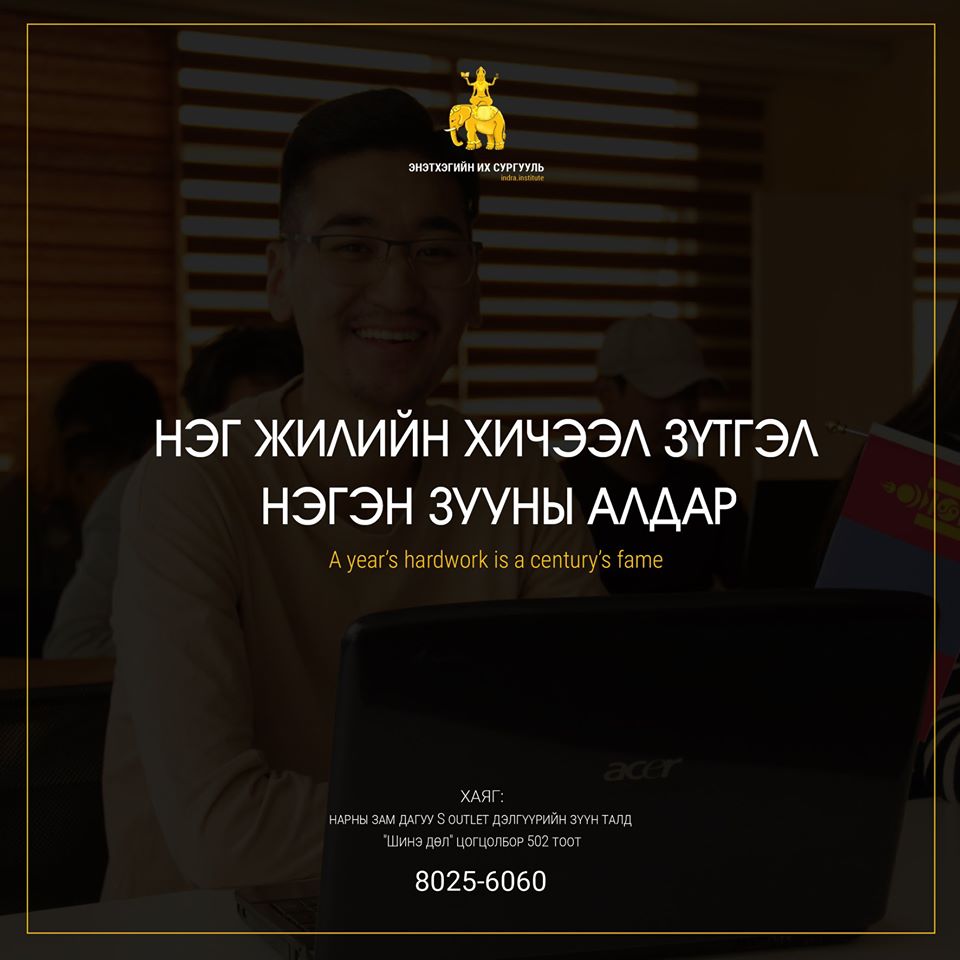 ЭНЭТХЭГИЙН ИХ СУРГУУЛЬ
indra.institute
НЭГ ЖИЛИЙН ХИЧЭЭЛ ЗҮТГЭЛ
НЭГЭН ЗУУНЫ АЛДАР
A year's hardwork is a century's fame
acer
ХАЯГ:
НАРНЫ ЗАМ ДАГУУ S OUTLET ДЭЛГҮҮРИЙН ЗҮҮН ТАЛД
"ШИНЭ ДӨЛ" ЦОГЦОЛБОР 502 ТООТ
8025-6060